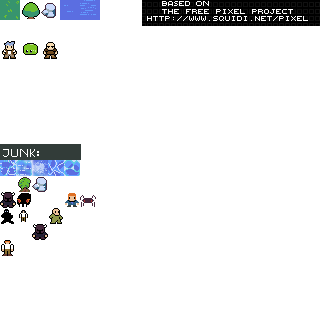 BASED ON
THE FREE PIXEL PROJECT
HTTP://WWW.SQUIDI.NET/PIXEL
JUNK: